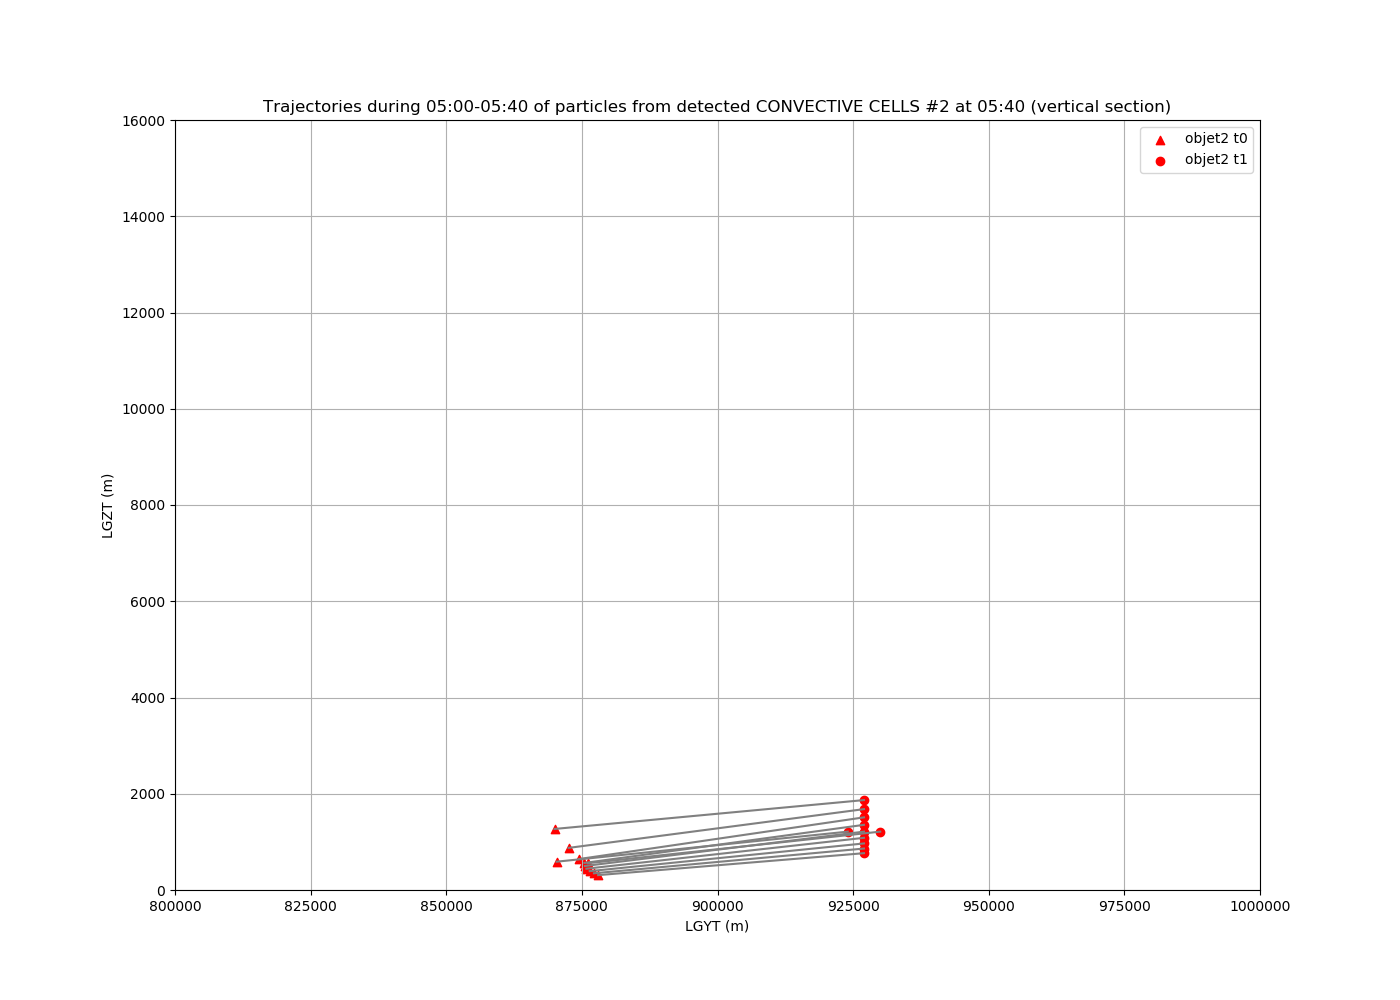 Trajectories during 05:00-05:40 of particles from detected CONVECTIVE CELLS #2 at 05:40 (vertical section)
objet2 t0
objet2 t1
16000
14000
12000
10000
8000
6000
4000
2000
0
LGZT (m)
800000 825000 850000 875000 900000 925000 950000 975000 1000000
LGYT (m)